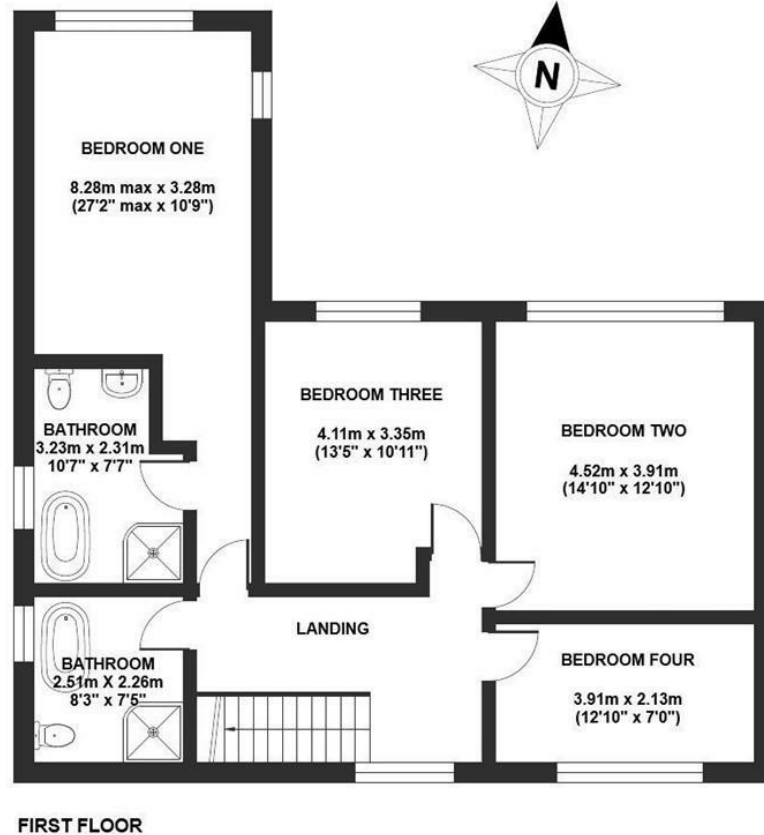 N
BEDROOM ONE
8.28m max x 3.28m
(27'2" max x 10'9")
BEDROOM THREE
4.11m x 3.35m
(13'5" x 10'11")
BEDROOM TWO
4.52m x 3.91m
(14'10" x 12'10")
BATHROOM
3.23m x 2.31m
10'7" x 7'7"
LANDING
BATHROOM
2.51m X 2.26m
8'3" x 7'5"
BEDROOM FOUR
3.91m x 2.13m
(12'10" x 7'0")
FIRST FLOOR